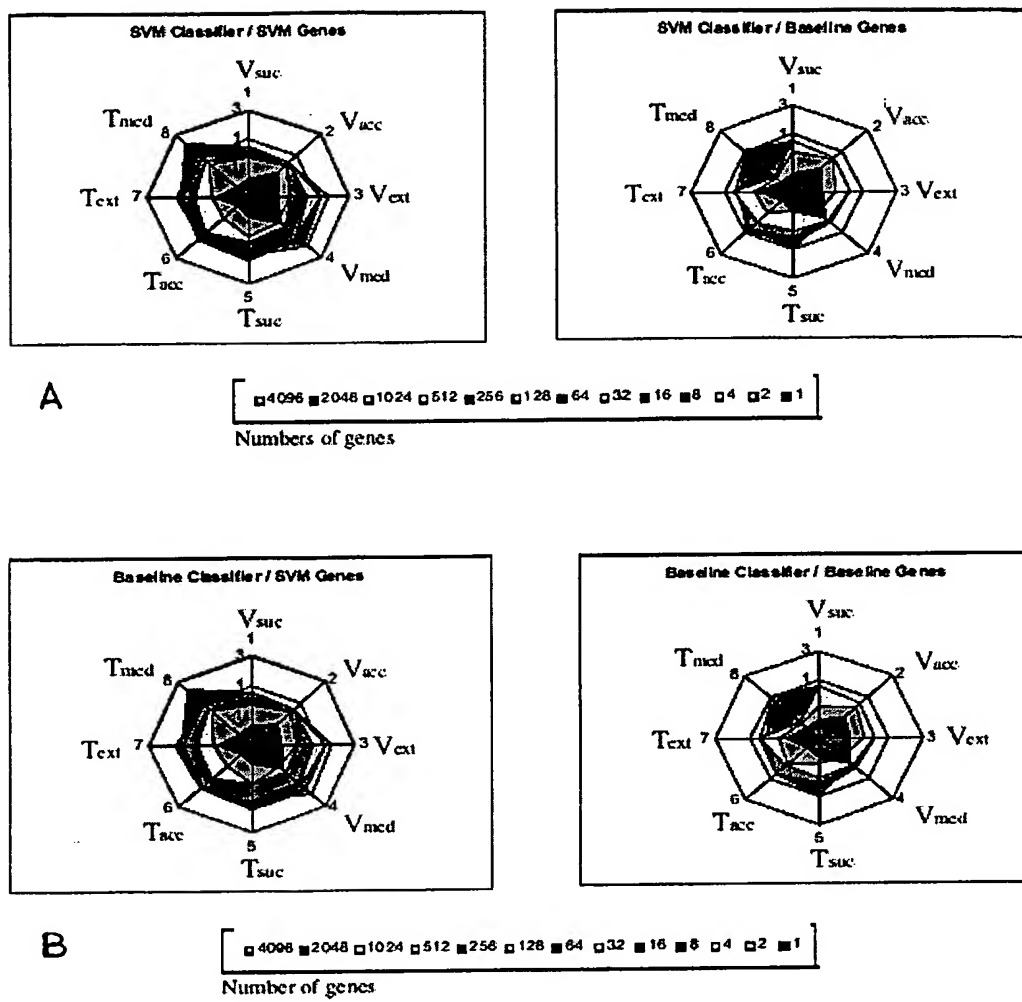 SVM Classifier / SVM Genes
Vsuc
1
3
1
Tmed
8
2
Vacc
Text
7
3
Vext
6
4
Tacc
Vmed
5
Tsuc
SVM Classifier / Baseline Genes
Vsuc
1
3
1
Tmed
8
2
Vacc
Text
7
3
Vext
6
4
Tacc
Vmed
5
Tsuc
A
4096 2048 1024 512 256 128 64 32 16 8 4 2 1
Numbers of genes
Baseline Classifier / SVM Genes
Vsuc
1
3
1
Tmed
8
2
Vacc
Text
7
3
Vext
6
4
Tacc
Vmed
5
Tsuc
Baseline Classifier / Baseline Genes
Vsuc
1
3
1
Tmed
8
2
Vacc
Text
7
3
Vext
6
4
Tacc
Vmed
5
Tsuc
B
4096 2048 1024 512 256 128 64 32 16 8 4 2 1
Number of genes